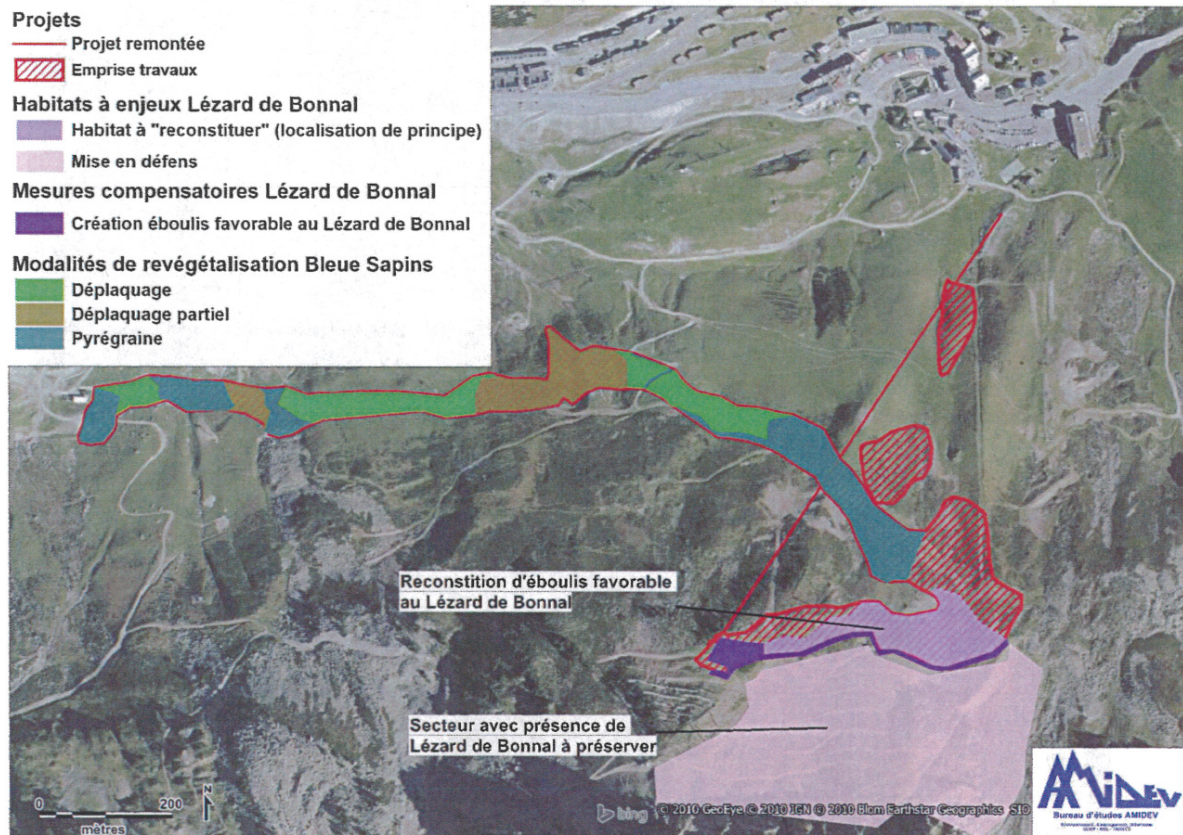 Projets
Projet remontée
Emprise travaux
Habitats à enjeux Lézard de Bonnal
Habitat à "reconstituer" (localisation de principe)
Mise en défens
Mesures compensatoires Lézard de Bonnal
Création éboulis favorable au Lézard de Bonnal
Modalités de revégétalisation Bleue Sapins
Déplaquage
Déplaquage partiel
Pyrégraine
Reconstition d'éboulis favorable
au Lézard de Bonnal
Secteur avec présence de
Lézard de Bonnal à préserver
0 200
mètres
N
bing © 2010 GeoEye © 2010 IGN © 2010 Blom Earthstar Geographics SIO
AMIDEV
Bureau d'études AMIDEV